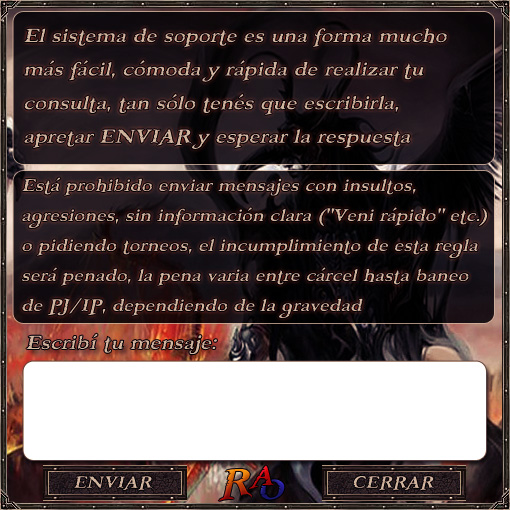 El sistema de soporte es una forma mucho
más fácil, cómoda y rápida de realizar tu
consulta, tan sólo tenés que escribirla,
apretar ENVIAR y esperar la respuesta
Está prohibido enviar mensajes con insultos,
agresiones, sin información clara ("Veni rápido" etc.)
o pidiendo torneos, el incumplimiento de esta regla
será penado, la pena varia entre cárcel hasta baneo
de PJ/IP, dependiendo de la gravedad
Escribí tu mensaje:
ENVIAR RAO CERRAR